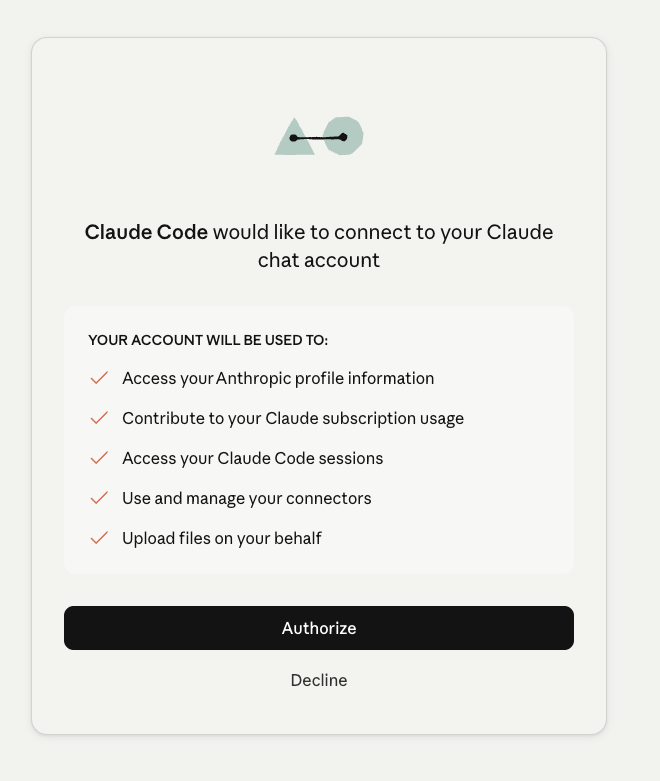 Claude Code would like to connect to your Claude
chat account
YOUR ACCOUNT WILL BE USED TO:
Access your Anthropic profile information
Contribute to your Claude subscription usage
Access your Claude Code sessions
Use and manage your connectors
Upload files on your behalf
Authorize
Decline